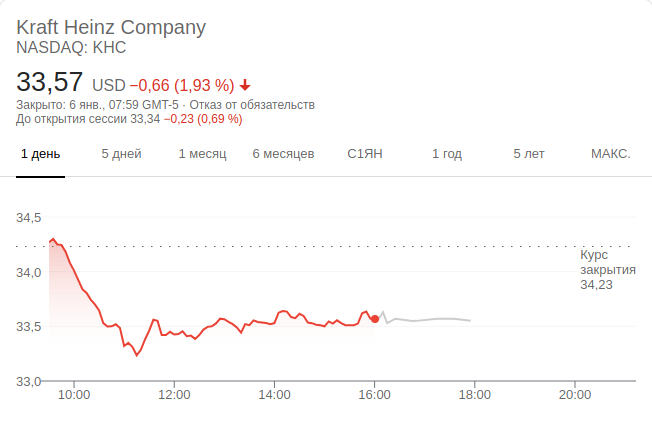 Kraft Heinz Company
NASDAQ: KHC
33,57 USD −0,66 (1,93 %)
Закрыто: 6 янв., 07:59 GMT-5 · Отказ от обязательств
До открытия сессии 33,34 −0,23 (0,69 %)
1 день 5 дней 1 месяц 6 месяцев С1ЯН 1 год 5 лет МАКС.
34,5
Курс
закрытия
34,23
34,0
33,5
33,0
10:00 12:00 14:00 16:00 18:00 20:00